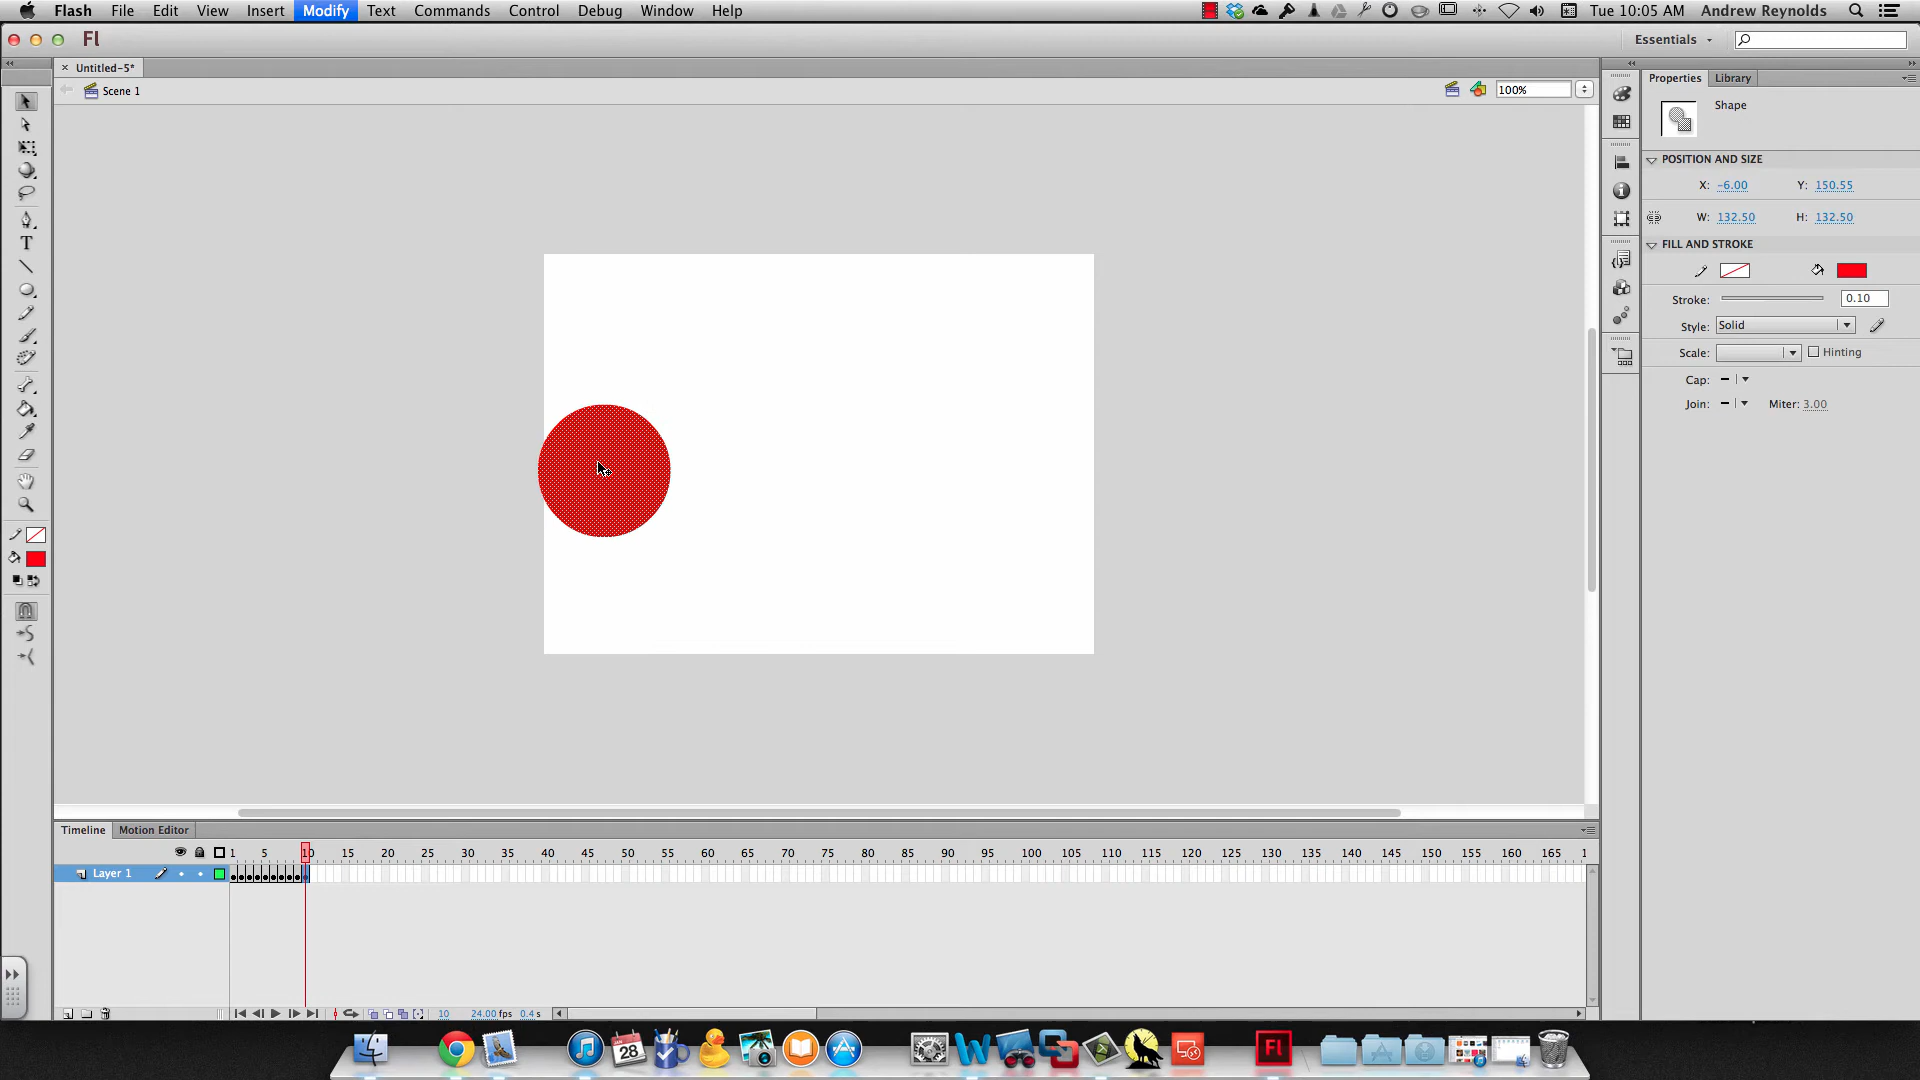 Flash File Edit View Insert Modify Text Commands Control Debug Window Help Tue 10:05 AM Andrew Reynolds
Fl Essentials
Untitled-5*
Scene 1 100%
Properties Library
Shape
POSITION AND SIZE
X: -6.00 Y: 150.55
W: 132.50 H: 132.50
FILL AND STROKE
Stroke: 0.10
Style: Solid
Scale: Hinting
Cap:
Join: Miter: 3.00
T
Timeline Motion Editor
1 5 10 15 20 25 30 35 40 45 50 55 60 65 70 75 80 85 90 95 100 105 110 115 120 125 130 135 140 145 150 155 160 165 1
Layer 1
10 24.00 fps 0.4 s
JAN 28
W
Fl